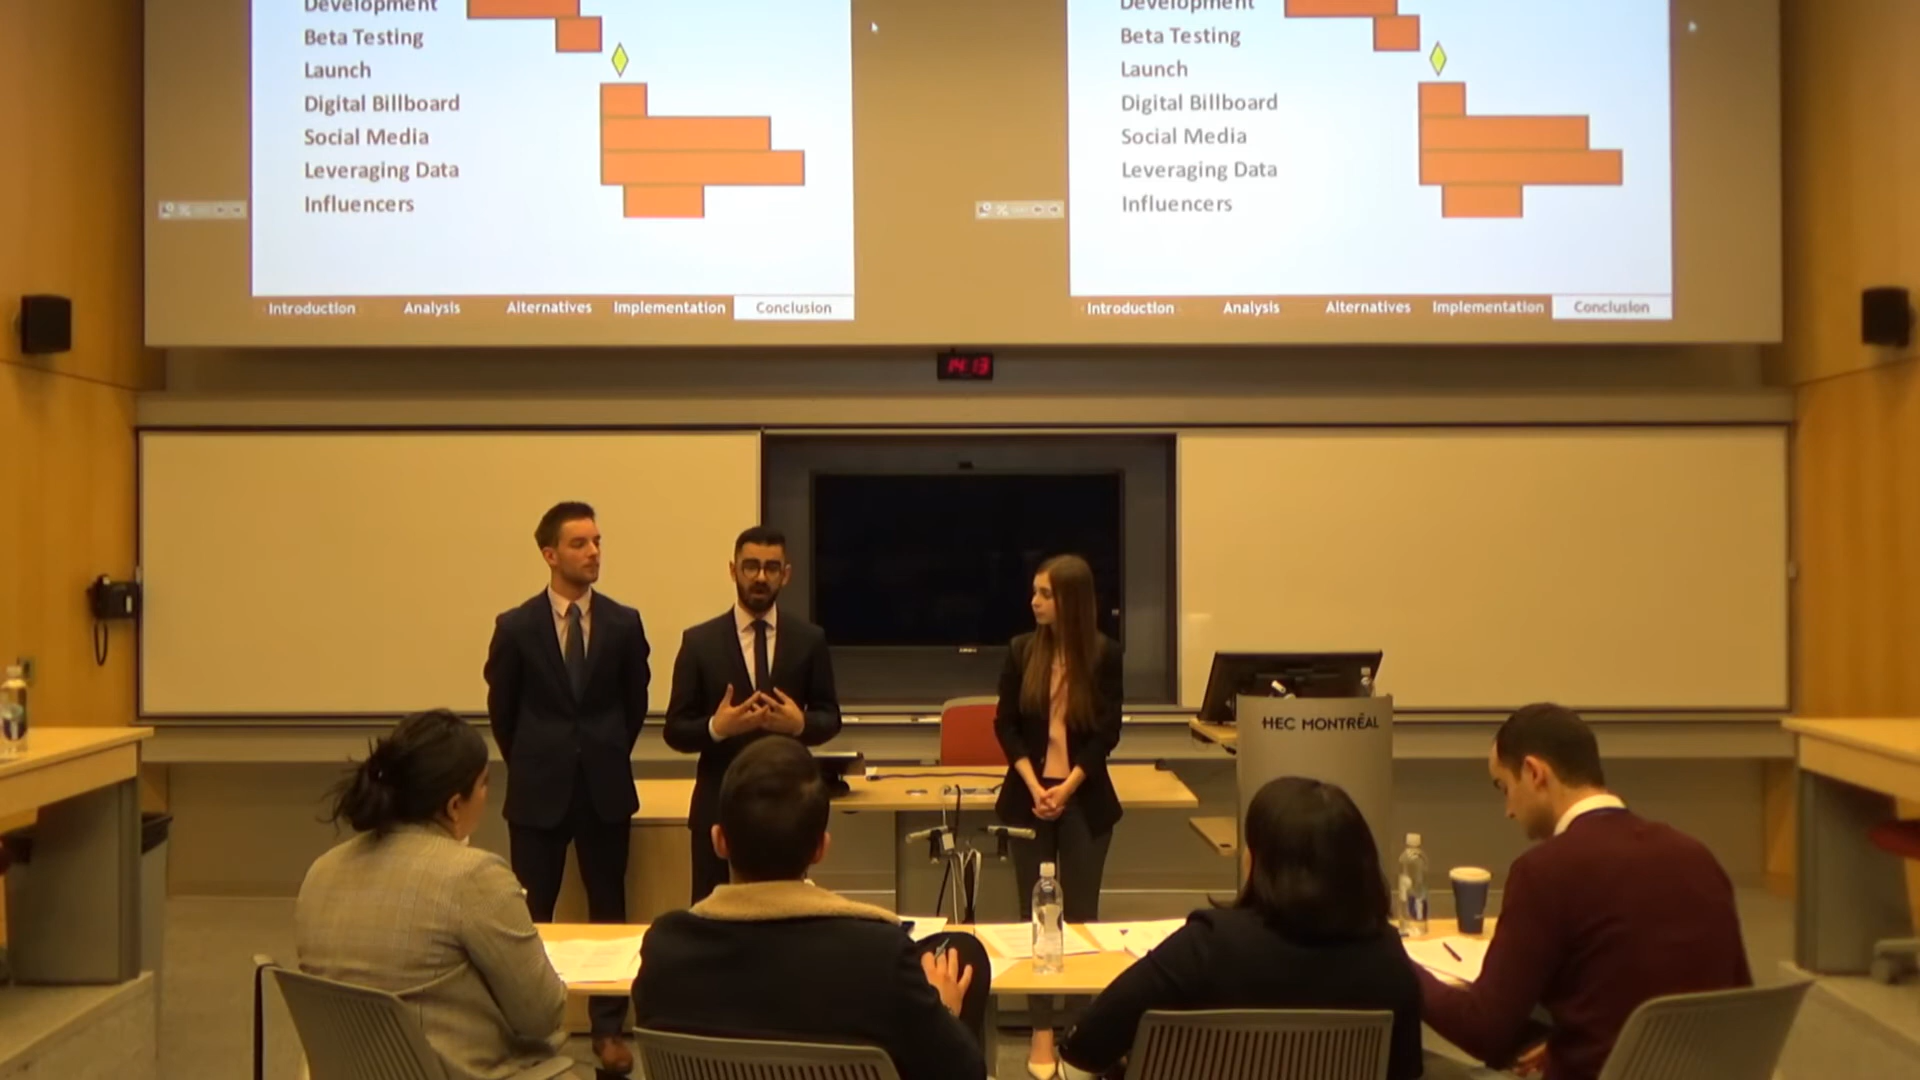 Development
Beta Testing
Launch
Digital Billboard
Social Media
Leveraging Data
Influencers
Introduction Analysis Alternatives Implementation Conclusion
Development
Beta Testing
Launch
Digital Billboard
Social Media
Leveraging Data
Influencers
Introduction Analysis Alternatives Implementation Conclusion
14:13
HEC MONTRĒAL